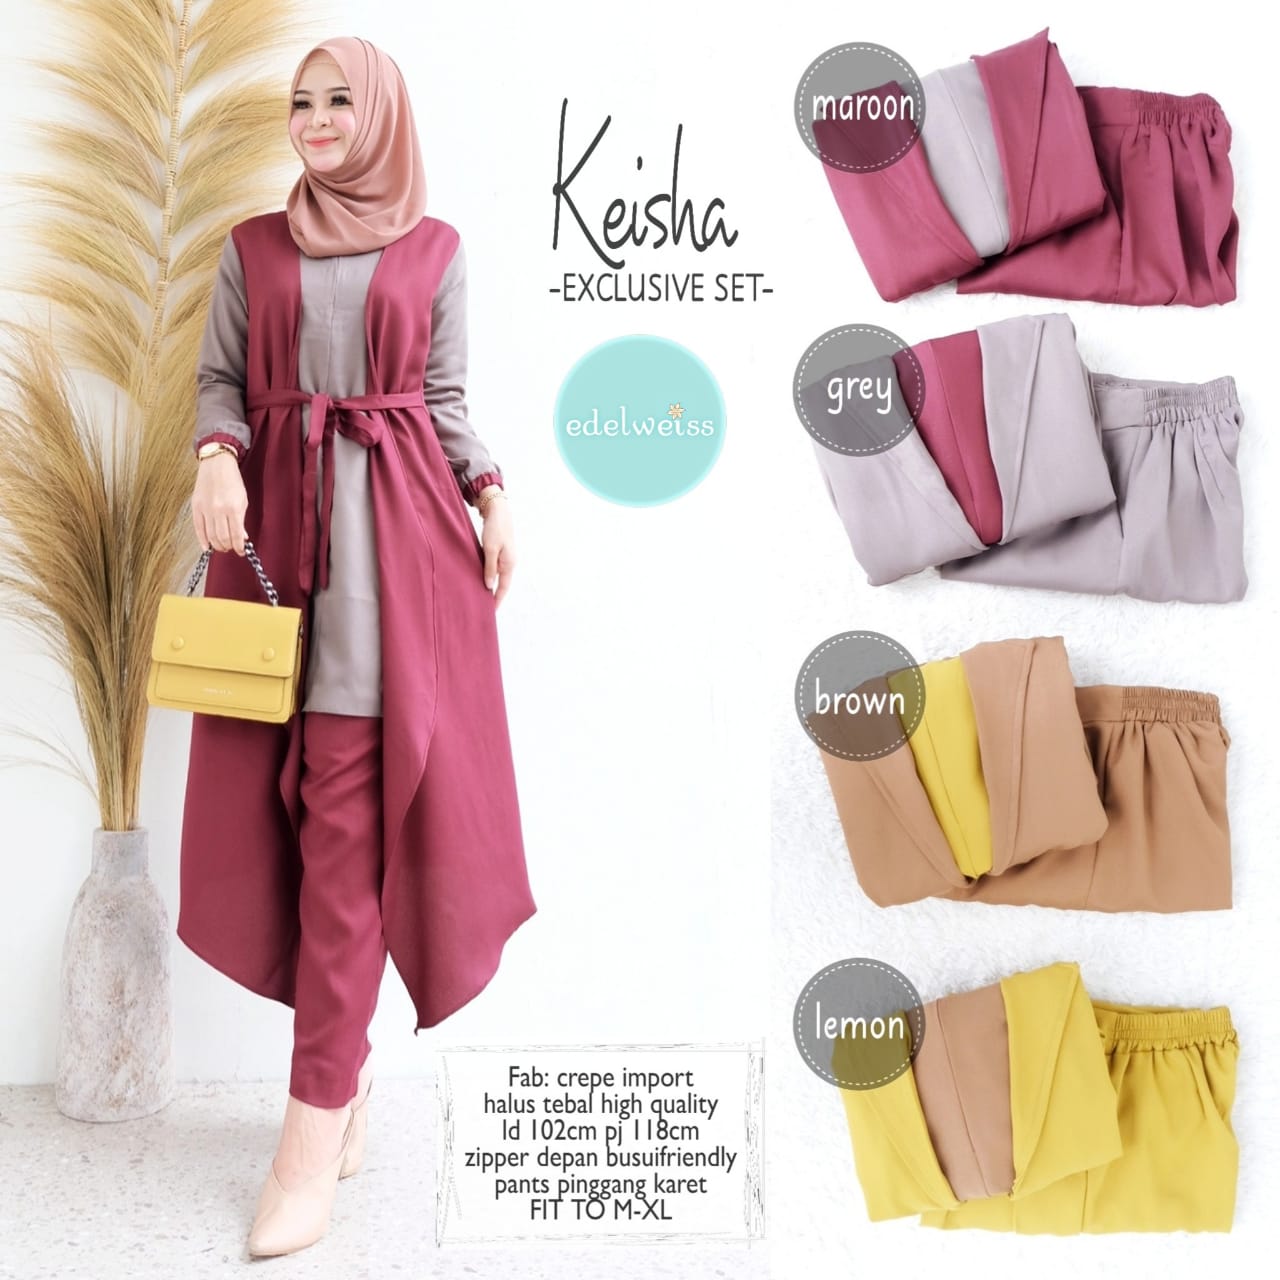 Keisha
-EXCLUSIVE SET-
edelweiss
maroon
grey
brown
lemon
Fab: crepe import
halus tebal high quality
ld 102cm pj 118cm
zipper depan busuifriendly
pants pinggang karet
FIT TO M-XL